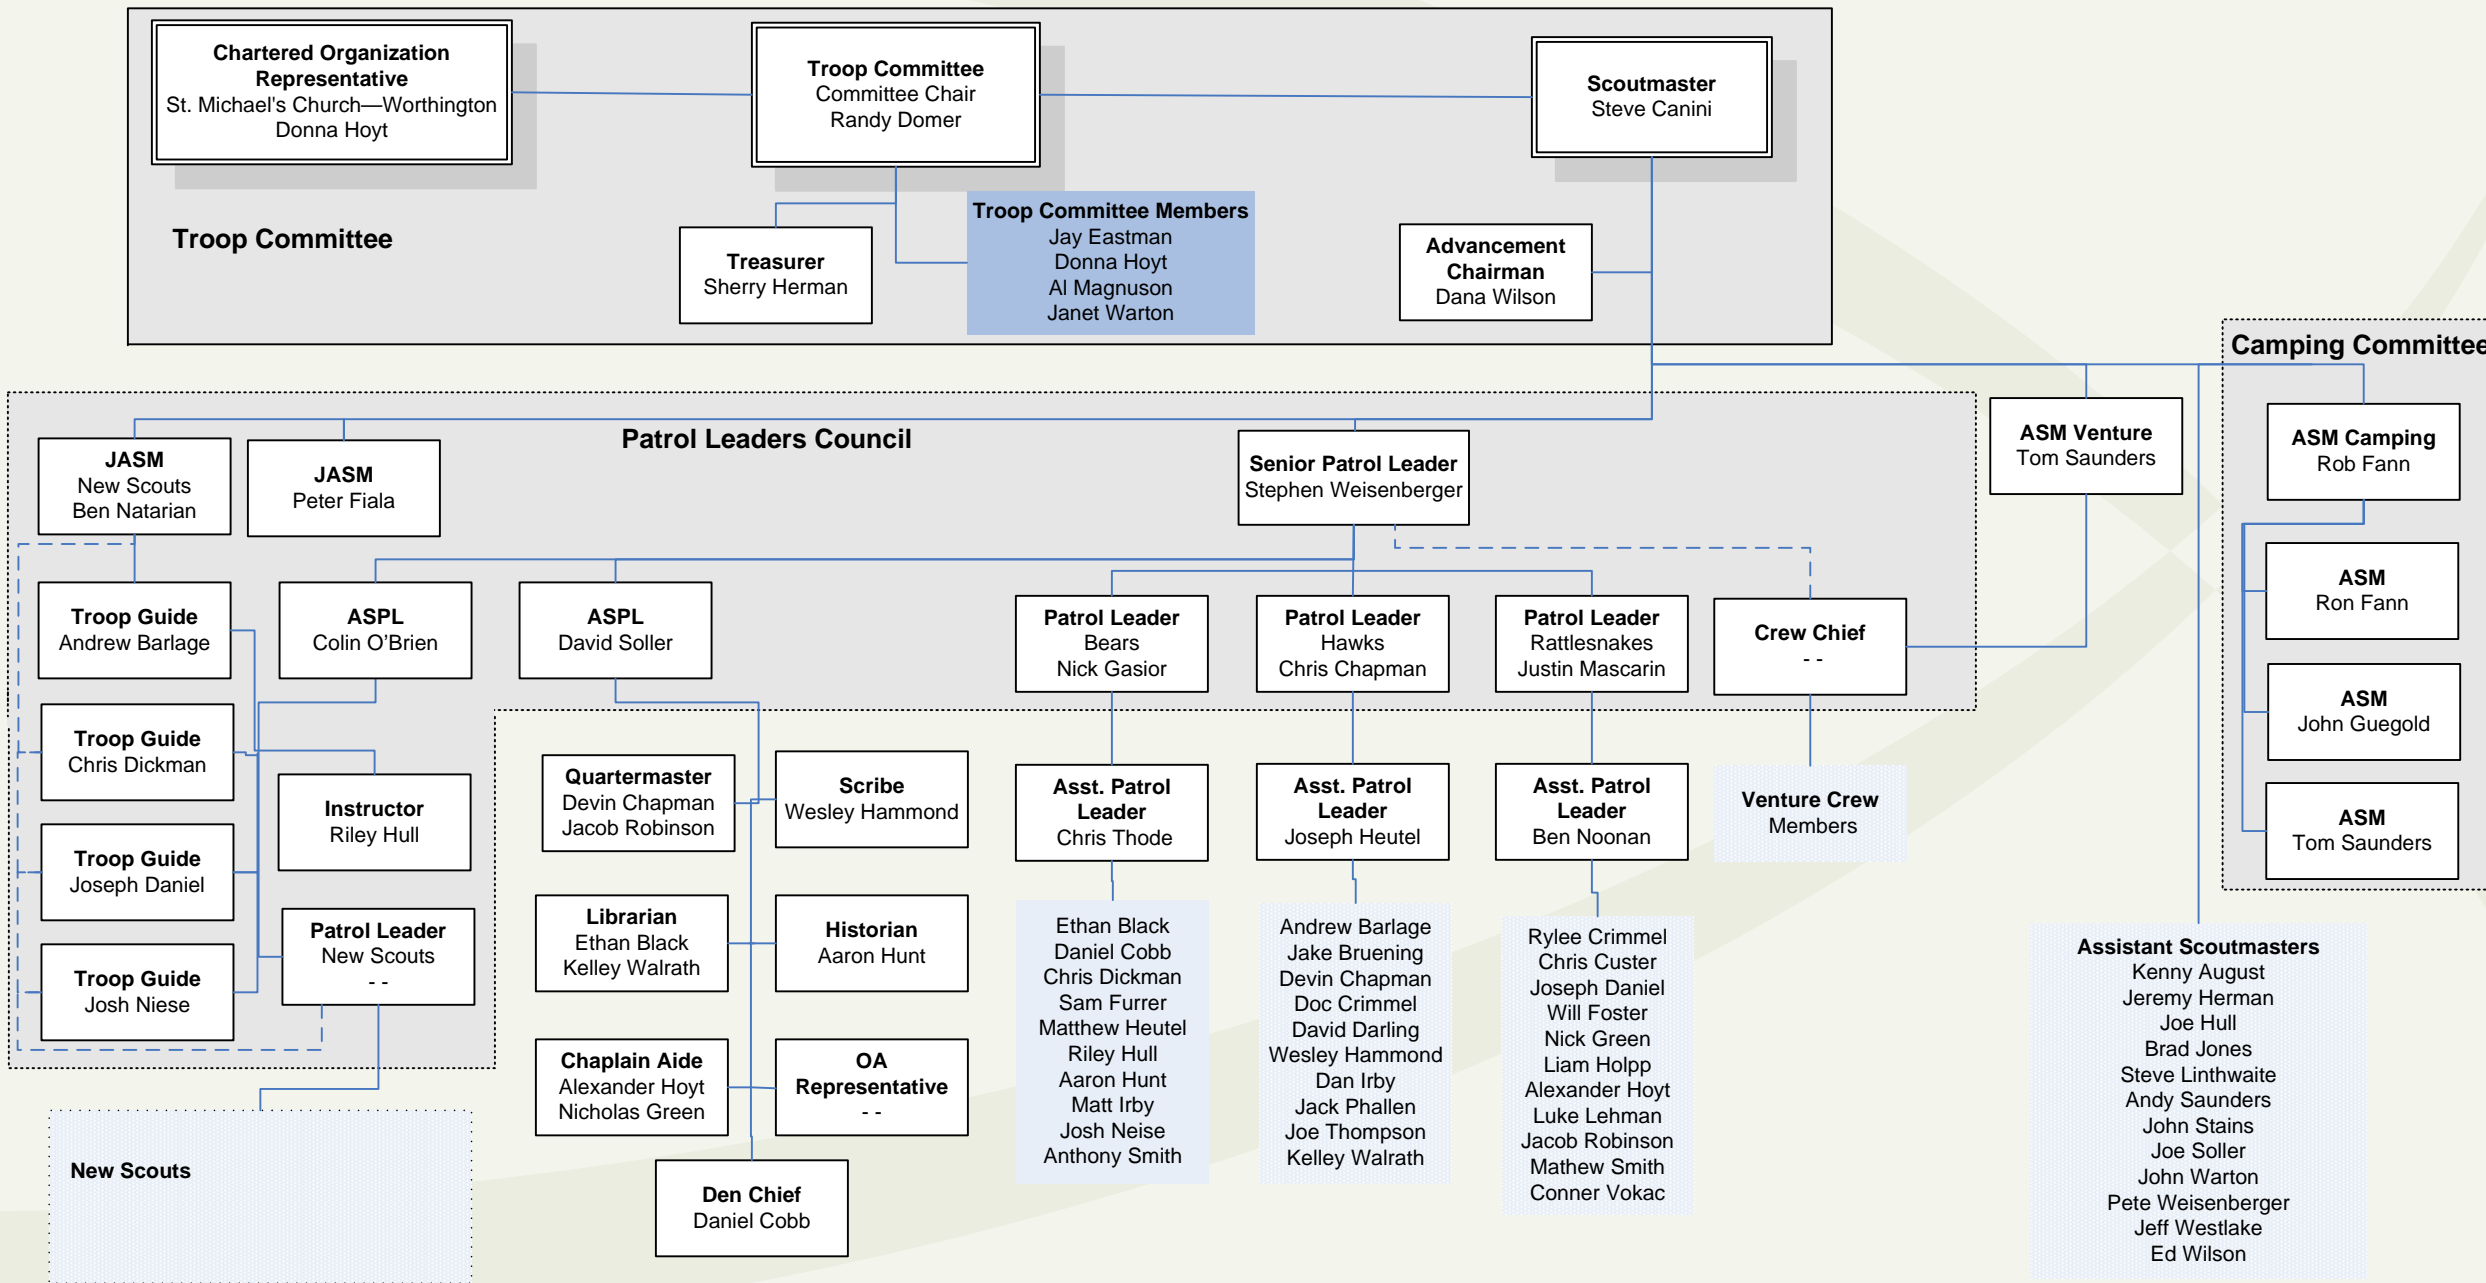 Chartered Organization
Representative
St. Michael's Church—Worthington
Donna Hoyt
Troop Committee
Committee Chair
Randy Domer
Scoutmaster
Steve Canini
Troop Committee
Treasurer
Sherry Herman
Troop Committee Members
Jay Eastman
Donna Hoyt
Al Magnuson
Janet Warton
Advancement
Chairman
Dana Wilson
Camping Committee
Patrol Leaders Council
JASM
New Scouts
Ben Natarian
JASM
Peter Fiala
Senior Patrol Leader
Stephen Weisenberger
ASM Venture
Tom Saunders
ASM Camping
Rob Fann
Troop Guide
Andrew Barlage
ASPL
Colin O’Brien
ASPL
David Soller
Patrol Leader
Bears
Nick Gasior
Patrol Leader
Hawks
Chris Chapman
Patrol Leader
Rattlesnakes
Justin Mascarin
Crew Chief
- -
ASM
Ron Fann
Troop Guide
Chris Dickman
Instructor
Riley Hull
Troop Guide
Joseph Daniel
Patrol Leader
New Scouts
- -
Troop Guide
Josh Niese
Quartermaster
Devin Chapman
Jacob Robinson
Scribe
Wesley Hammond
Asst. Patrol
Leader
Chris Thode
Asst. Patrol
Leader
Joseph Heutel
Asst. Patrol
Leader
Ben Noonan
Venture Crew
Members
ASM
John Guegold
ASM
Tom Saunders
Librarian
Ethan Black
Kelley Walrath
Historian
Aaron Hunt
Chaplain Aide
Alexander Hoyt
Nicholas Green
OA
Representative
- -
Den Chief
Daniel Cobb
New Scouts
Ethan Black
Daniel Cobb
Chris Dickman
Sam Furrer
Matthew Heutel
Riley Hull
Aaron Hunt
Matt Irby
Josh Neise
Anthony Smith
Andrew Barlage
Jake Bruening
Devin Chapman
Doc Crimmel
David Darling
Wesley Hammond
Dan Irby
Jack Phallen
Joe Thompson
Kelley Walrath
Rylee Crimmel
Chris Custer
Joseph Daniel
Will Foster
Nick Green
Liam Holpp
Alexander Hoyt
Luke Lehman
Jacob Robinson
Mathew Smith
Conner Vokac
Assistant Scoutmasters
Kenny August
Jeremy Herman
Joe Hull
Brad Jones
Steve Linthwaite
Andy Saunders
John Stains
Joe Soller
John Warton
Pete Weisenberger
Jeff Westlake
Ed Wilson